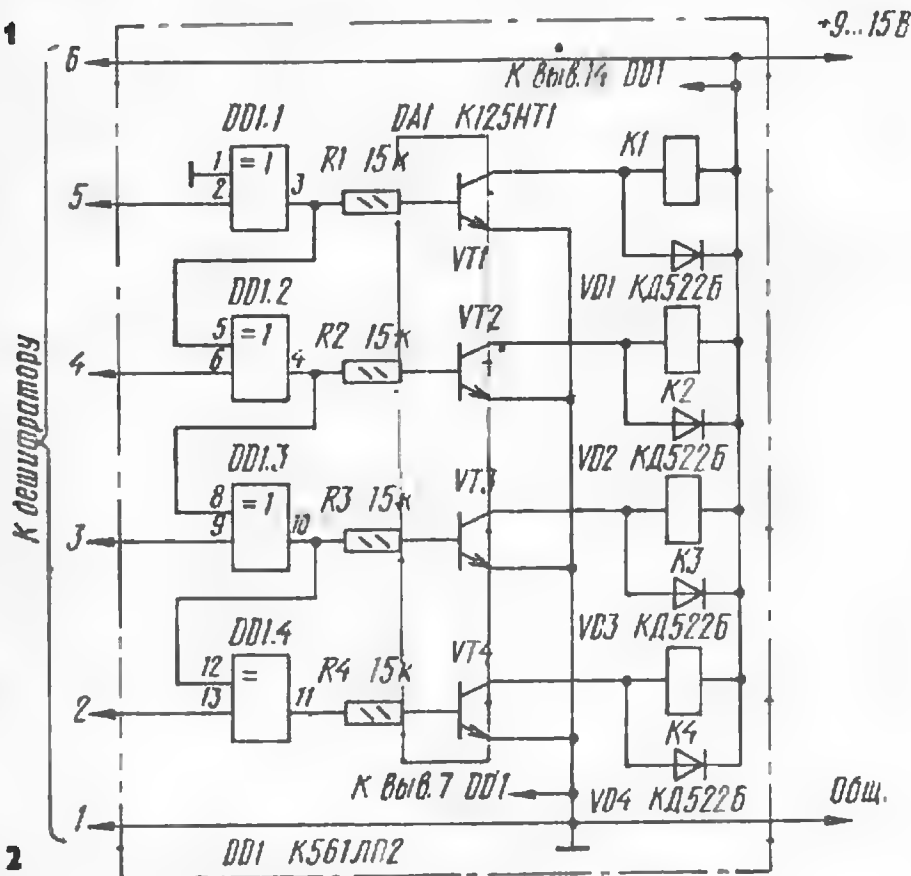 1
+9...15 В
6
К выв. 14 DD1
DD1.1
DA1 К125НТ1
1
= 1
2
3
R1 15к
К1
5
VT1
VD1 КД522Б
DD1.2
VT2
5
= 1
6
4
R2 15к
4
К2
VD2 КД522Б
К дешифратору
DD1.3
VT3
8
= 1
9
10
R3 15к
3
К3
VD3 КД522Б
DD1.4
VT4
12
=
13
11
R4 15к
2
К4
К выв. 7 DD1
VD4 КД522Б
Общ.
1
2
DD1 К561ЛП2